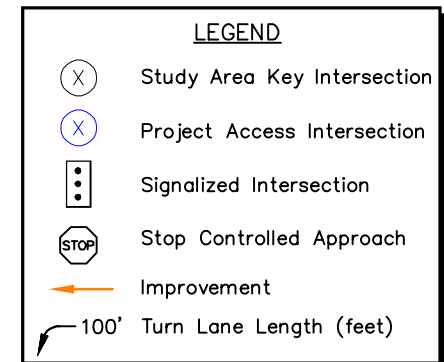 LEGEND
X Study Area Key Intersection
X Project Access Intersection
Signalized Intersection
STOP Stop Controlled Approach
Improvement
100' Turn Lane Length (feet)